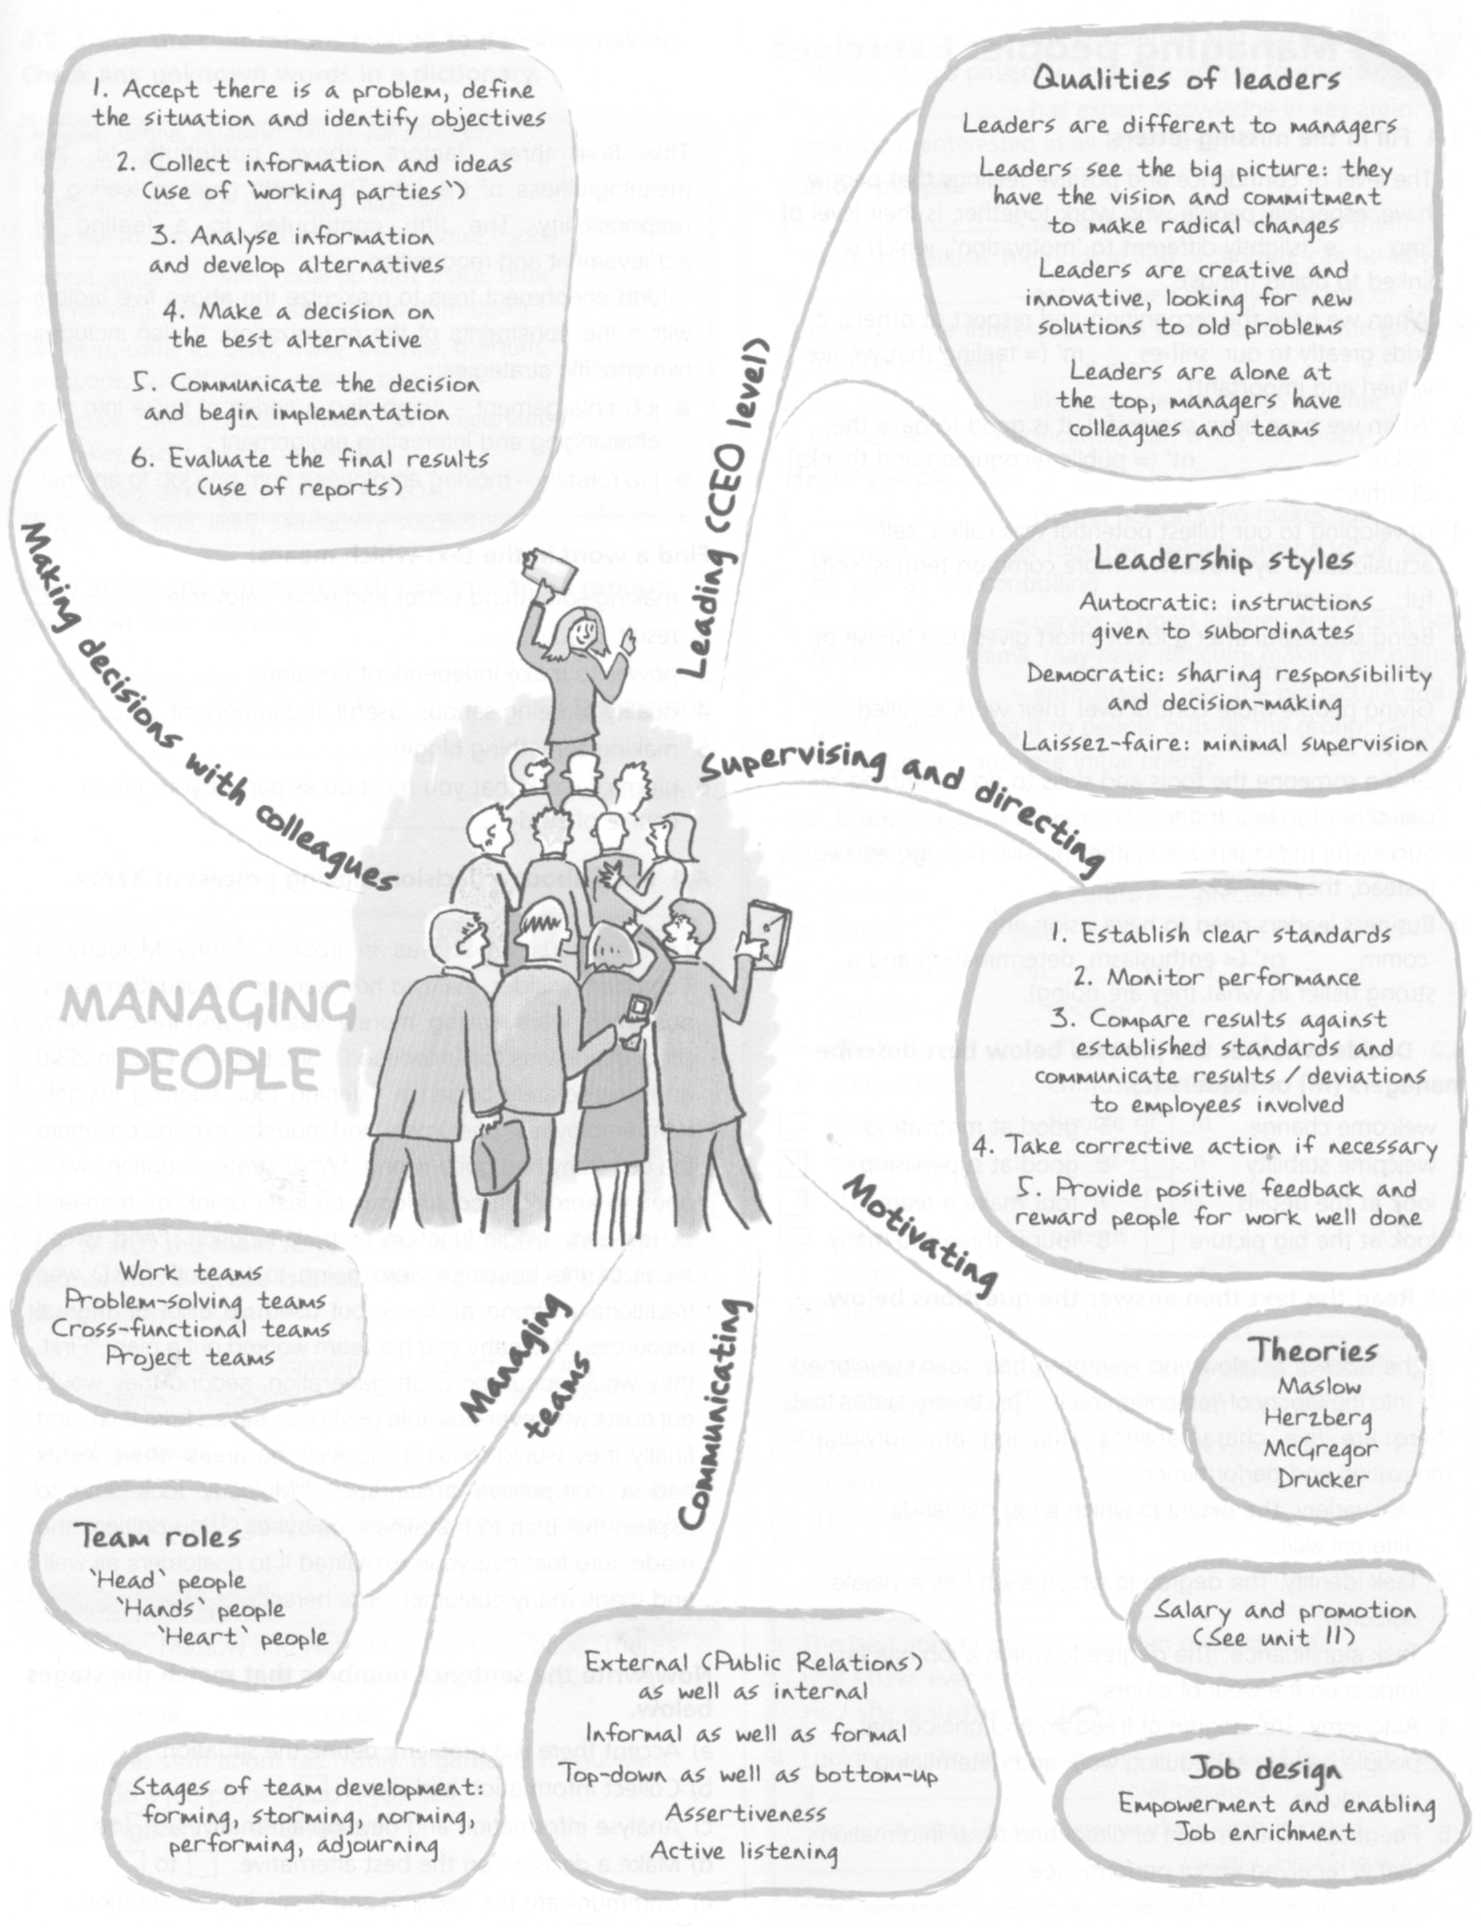 1. Accept there is a problem, define
the situation and identify objectives
2. Collect information and ideas
(use of 'working parties')
3. Analyse information
and develop alternatives
4. Make a decision on
the best alternative
5. Communicate the decision
and begin implementation
6. Evaluate the final results
(use of reports)
Making decisions with colleagues
Leading (CEO level)
Qualities of leaders
Leaders are different to managers
Leaders see the big picture: they
have the vision and commitment
to make radical changes
Leaders are creative and
innovative, looking for new
solutions to old problems
Leaders are alone at
the top, managers have
colleagues and teams
Leadership styles
Autocratic: instructions
given to subordinates
Democratic: sharing responsibility
and decision-making
Laissez-faire: minimal supervision
Supervising and directing
1. Establish clear standards
2. Monitor performance
3. Compare results against
established standards and
communicate results / deviations
to employees involved
4. Take corrective action if necessary
5. Provide positive feedback and
reward people for work well done
MANAGING
PEOPLE
Motivating
Theories
Maslow
Herzberg
McGregor
Drucker
Salary and promotion
(See unit 11)
Job design
Empowerment and enabling
Job enrichment
Communicating
External (Public Relations)
as well as internal
Informal as well as formal
Top-down as well as bottom-up
Assertiveness
Active listening
Managing
teams
Work teams
Problem-solving teams
Cross-functional teams
Project teams
Team roles
'Head' people
'Hands' people
'Heart' people
Stages of team development:
forming, storming, norming,
performing, adjourning